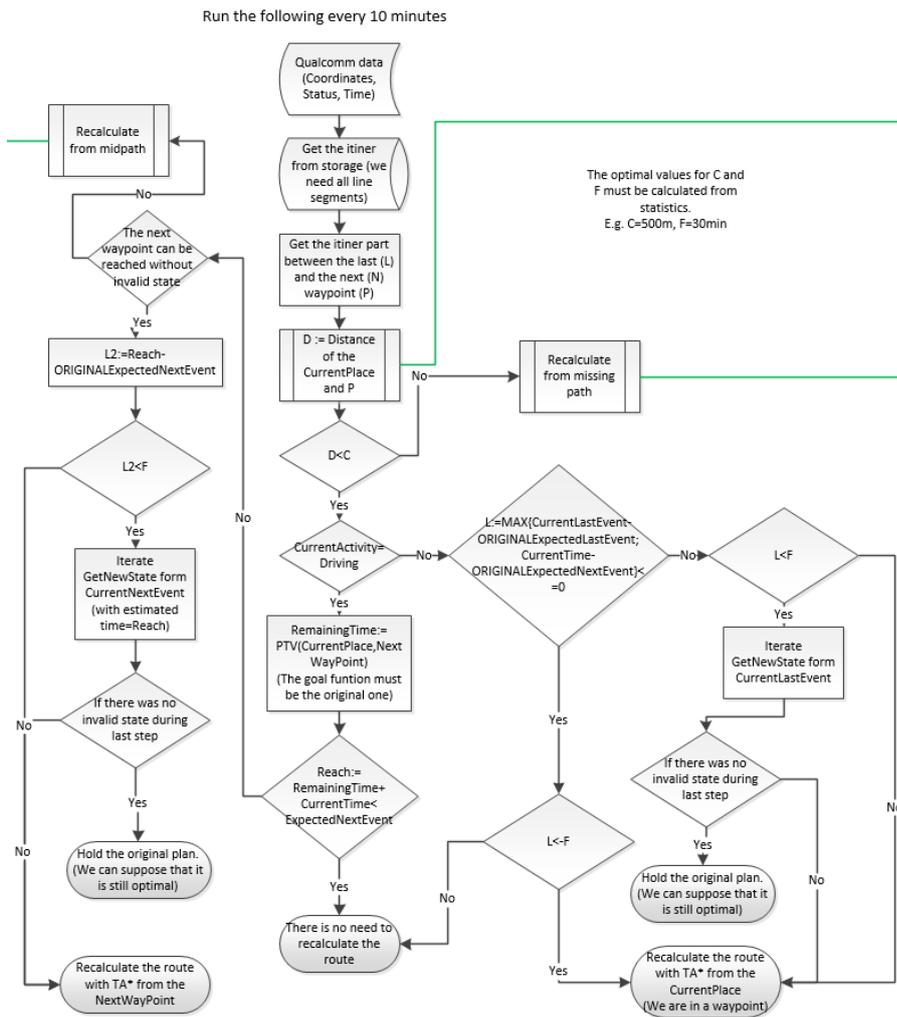 Run the following every 10 minutes
Qualcomm data
(Coordinates,
Status, Time)
Recalculate
from midpath
Get the itiner
from storage (we
need all line
segments)
The optimal values for C and
F must be calculated from
statistics.
E.g. C=500m, F=30min
No
The next
waypoint can be
reached without
invalid state
Get the itiner part
between the last (L)
and the next (N)
waypoint (P)
Yes
L2:=Reach-
ORIGINALExpectedNextEvent
D := Distance
of the
CurrentPlace
and P
No
Recalculate
from missing
path
L2<F
D<C
Yes
Yes
No
Iterate
GetNewState form
CurrentNextEvent
(with estimated
time=Reach)
CurrentActivity=
Driving
No
L:=MAX{CurrentLastEvent-
ORIGINALExpectedLastEvent;
CurrentTime-
ORIGINALExpectedNextEvent}<
=0
No
L<F
Yes
Yes
RemainingTime:=
PTV(CurrentPlace,Next
WayPoint)
(The goal funtion must
be the original one)
Iterate
GetNewState form
CurrentLastEvent
If there was no
invalid state during
last step
No
Yes
If there was no
invalid state during
last step
Reach:=
RemainingTime+
CurrentTime<
ExpectedNextEvent
Yes
No
L<-F
Yes
No
Hold the original plan.
(We can suppose that it
is still optimal)
Yes
No
No
Hold the original plan.
(We can suppose that it
is still optimal)
There is no need to
recalculate the
route
Yes
Recalculate the route
with TA* from the
NextWayPoint
Recalculate the route
with TA* from the
CurrentPlace
(We are in a waypoint)